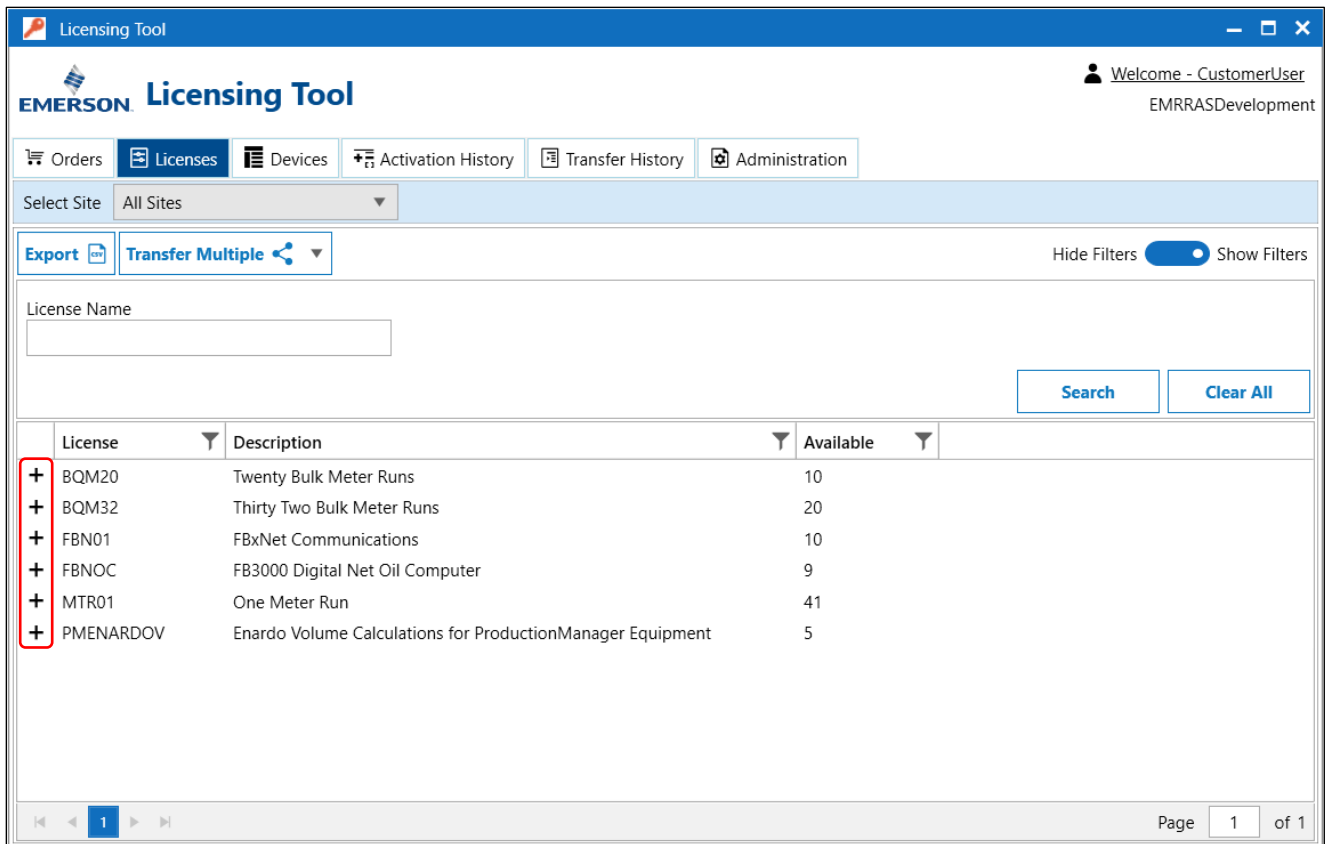 Licensing Tool
EMERSON. Licensing Tool
Welcome - CustomerUser
EMRRASDevelopment
Orders Licenses Devices Activation History Transfer History Administration
Select Site All Sites
Export csv Transfer Multiple Hide Filters Show Filters
License Name
Search Clear All
License Description Available
BQM20 Twenty Bulk Meter Runs 10
BQM32 Thirty Two Bulk Meter Runs 20
FBN01 FBxNet Communications 10
FBNOC FB3000 Digital Net Oil Computer 9
MTR01 One Meter Run 41
PMENARDOV Enardo Volume Calculations for ProductionManager Equipment 5
1 Page 1 of 1